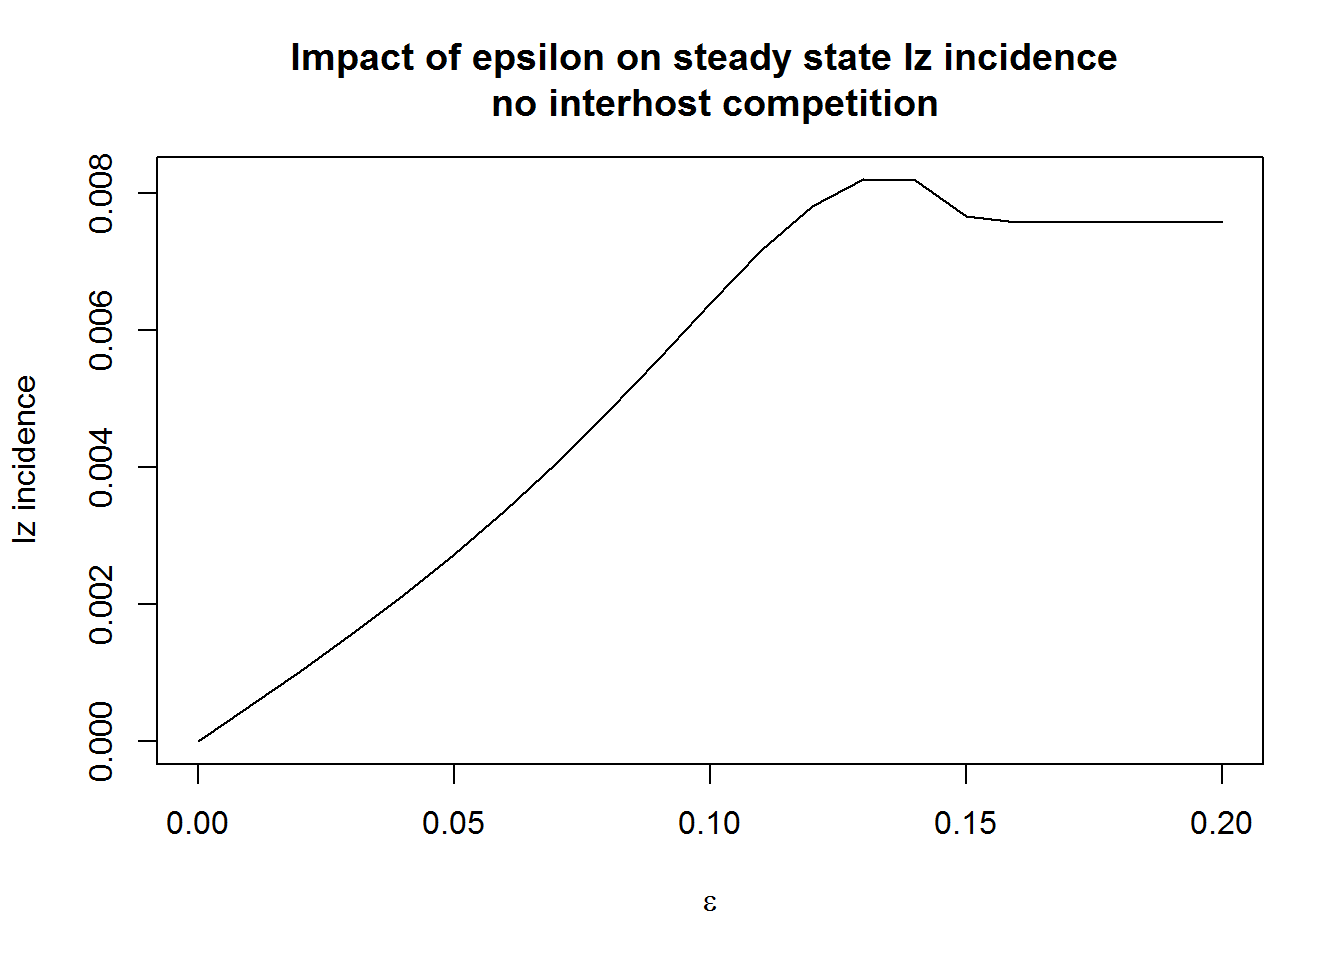 Impact of epsilon on steady state Iz incidence
no interhost competition
Iz incidence
0.008
0.006
0.004
0.002
0.000
0.00 0.05 0.10 0.15 0.20
ε